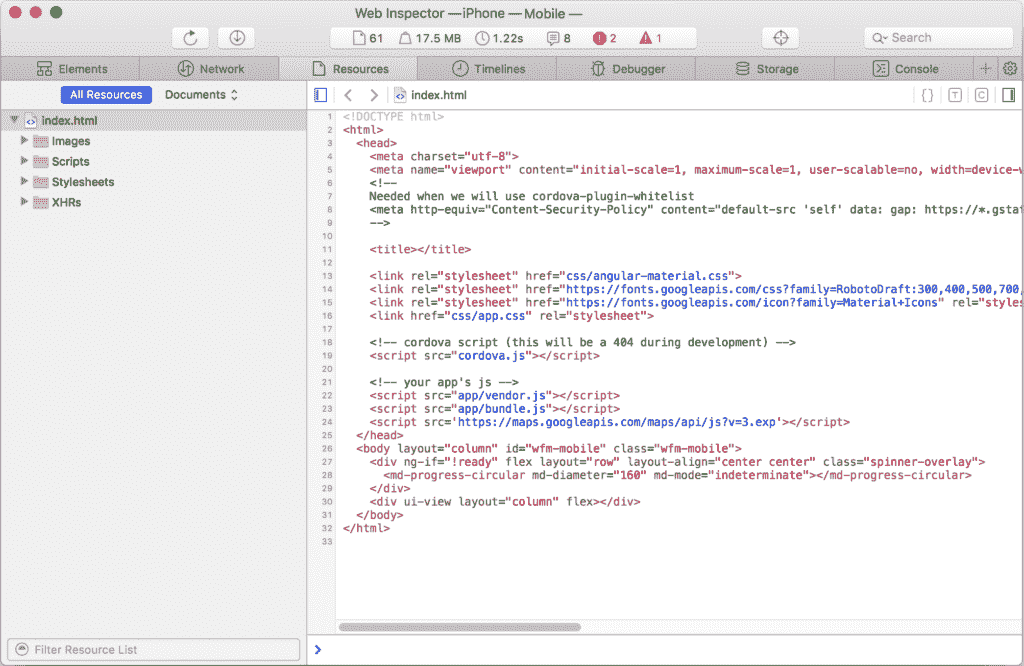 Web Inspector —iPhone —Mobile —
61 17.5 MB 1.22s 8 2 1
Search
Elements Network Resources Timelines Debugger Storage Console
All Resources Documents
index.html
Images
Scripts
Stylesheets
XHRs
Filter Resource List
index.html
{} T C
1 <!DOCTYPE html>
2 <html>
3 <head>
4 <meta charset="utf-8">
5 <meta name="viewport" content="initial-scale=1, maximum-scale=1, user-scalable=no, width=device-w
6 <!--
7 Needed when we will use cordova-plugin-whitelist
8 <meta http-equiv="Content-Security-Policy" content="default-src 'self' data: gap: https://*.gstat
9 -->
10
11 <title></title>
12
13 <link rel="stylesheet" href="css/angular-material.css">
14 <link rel="stylesheet" href="https://fonts.googleapis.com/css?family=RobotoDraft:300,400,500,700,
15 <link rel="stylesheet" href="https://fonts.googleapis.com/icon?family=Material+Icons" rel="styles
16 <link href="css/app.css" rel="stylesheet">
17
18 <!-- cordova script (this will be a 404 during development) -->
19 <script src="cordova.js"></script>
20
21 <!-- your app's js -->
22 <script src="app/vendor.js"></script>
23 <script src="app/bundle.js"></script>
24 <script src='https://maps.googleapis.com/maps/api/js?v=3.exp'></script>
25 </head>
26 <body layout="column" id="wfm-mobile" class="wfm-mobile">
27 <div ng-if="!ready" flex layout="row" layout-align="center center" class="spinner-overlay">
28 <md-progress-circular md-diameter="160" md-mode="indeterminate"></md-progress-circular>
29 </div>
30 <div ui-view layout="column" flex></div>
31 </body>
32 </html>
33